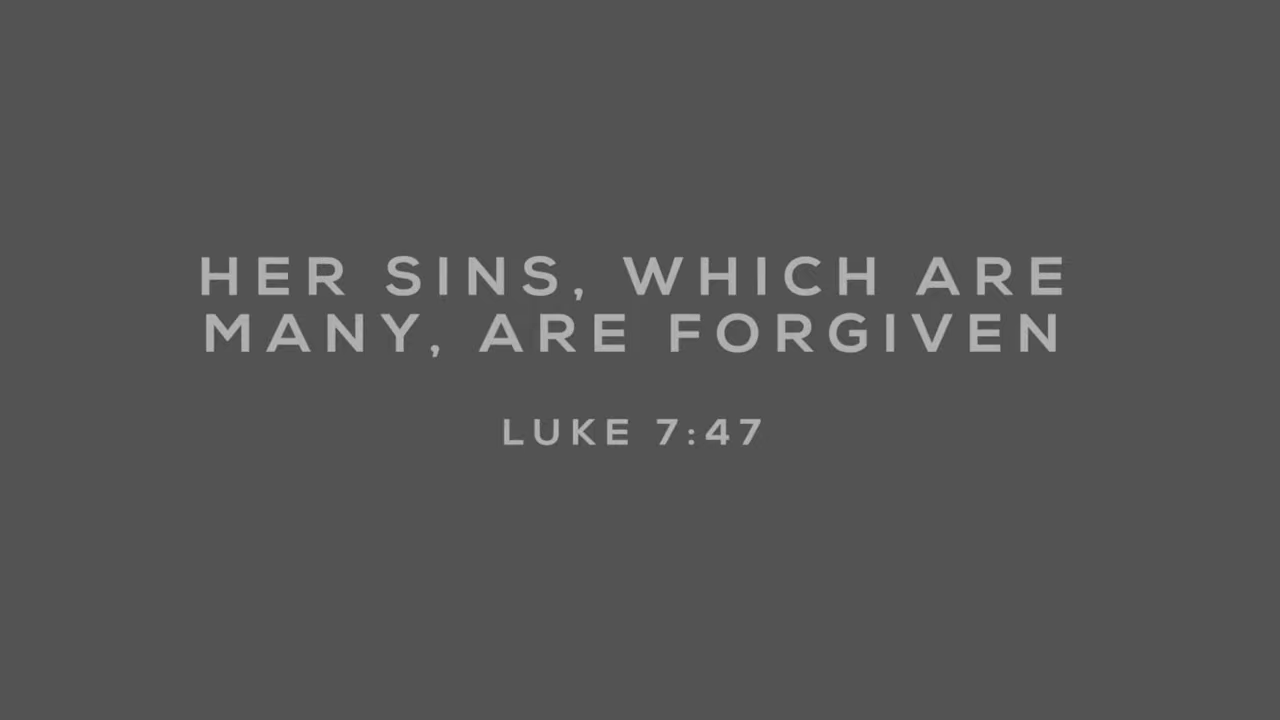 HER SINS, WHICH ARE
MANY, ARE FORGIVEN
LUKE 7:47